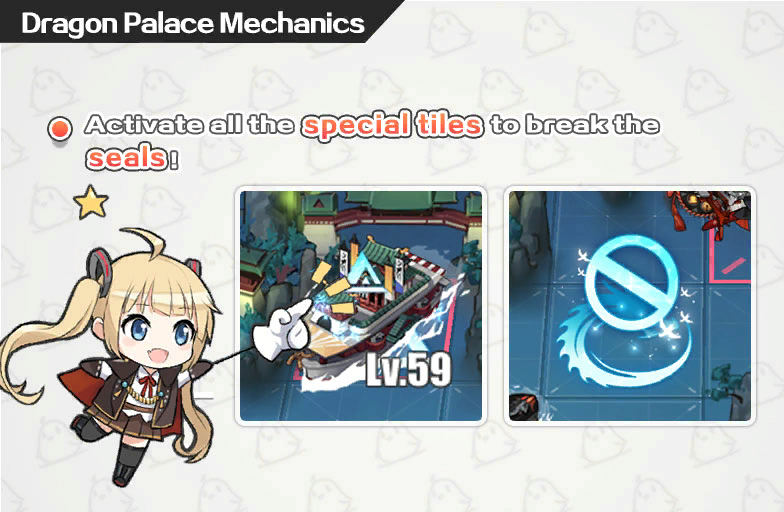 Dragon Palace Mechanics
Activate all the special tiles to break the
seals!
Lv.59